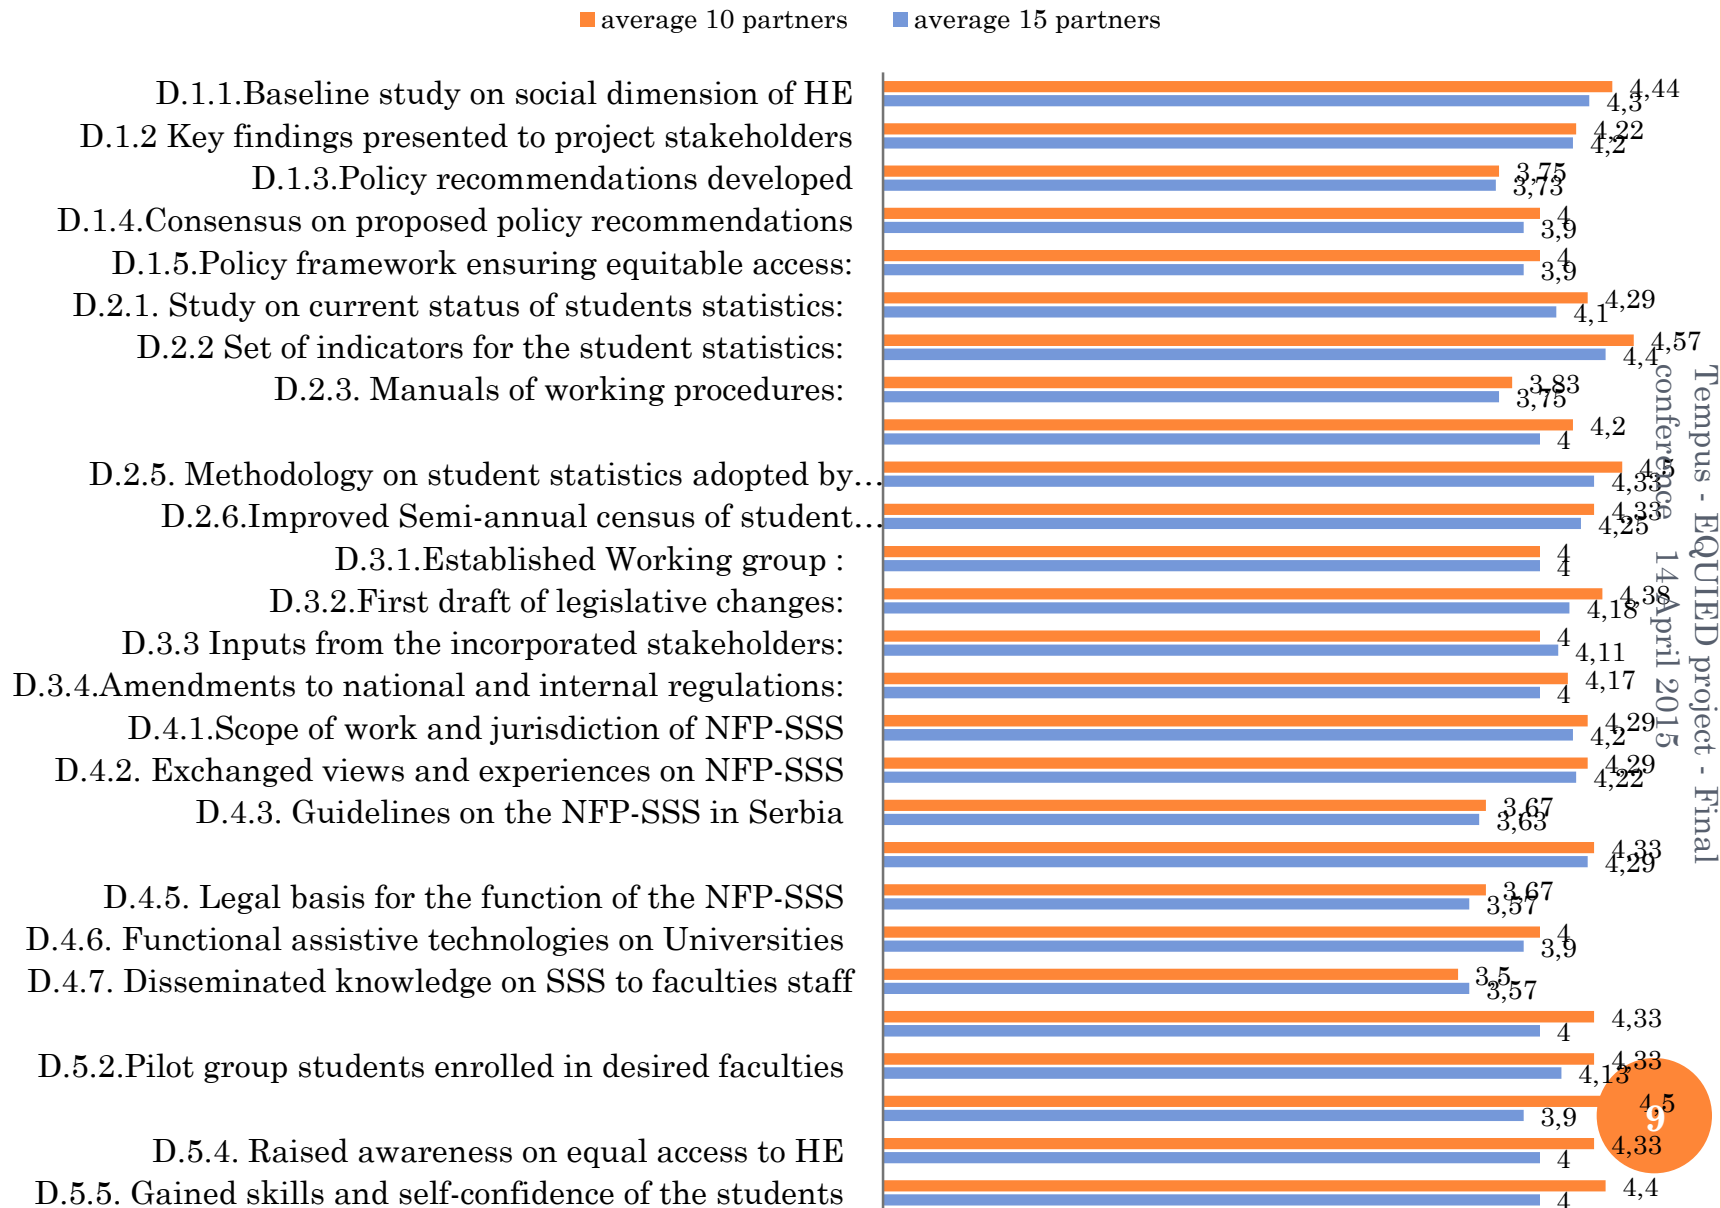 average 10 partners average 15 partners
D.1.1.Baseline study on social dimension of HE 4,44 4,3
D.1.2 Key findings presented to project stakeholders 4,22 4,2
D.1.3.Policy recommendations developed 3,75 3,73
D.1.4.Consensus on proposed policy recommendations 4 3,9
D.1.5.Policy framework ensuring equitable access: 4 3,9
D.2.1. Study on current status of students statistics: 4,29 4,1
D.2.2 Set of indicators for the student statistics: 4,57 4,4
D.2.3. Manuals of working procedures: 3,83 3,75
4,2 4
D.2.5. Methodology on student statistics adopted by… 4,5 4,33
D.2.6.Improved Semi-annual census of student… 4,33 4,25
D.3.1.Established Working group : 4 4
D.3.2.First draft of legislative changes: 4,38 4,18
D.3.3 Inputs from the incorporated stakeholders: 4 4,11
D.3.4.Amendments to national and internal regulations: 4,17 4
D.4.1.Scope of work and jurisdiction of NFP-SSS 4,29 4,2
D.4.2. Exchanged views and experiences on NFP-SSS 4,29 4,22
D.4.3. Guidelines on the NFP-SSS in Serbia 3,67 3,63
4,33 4,29
D.4.5. Legal basis for the function of the NFP-SSS 3,67 3,57
D.4.6. Functional assistive technologies on Universities 4 3,9
D.4.7. Disseminated knowledge on SSS to faculties staff 3,5 3,57
4,33 4
D.5.2.Pilot group students enrolled in desired faculties 4,33 4,13
4,5 3,9
D.5.4. Raised awareness on equal access to HE 4,33 4
D.5.5. Gained skills and self-confidence of the students 4,4 4
Tempus - EQUIED project - Final
conference 14 April 2015
9